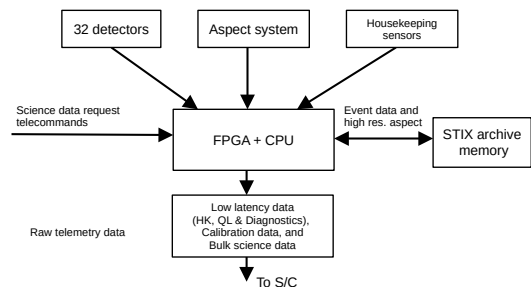 32 detectors
Aspect system
Housekeeping
sensors
Science data request
telecommands
FPGA + CPU
Event data and
high res. aspect
STIX archive
memory
Raw telemetry data
Low latency data
(HK, QL & Diagnostics),
Calibration data, and
Bulk science data
To S/C